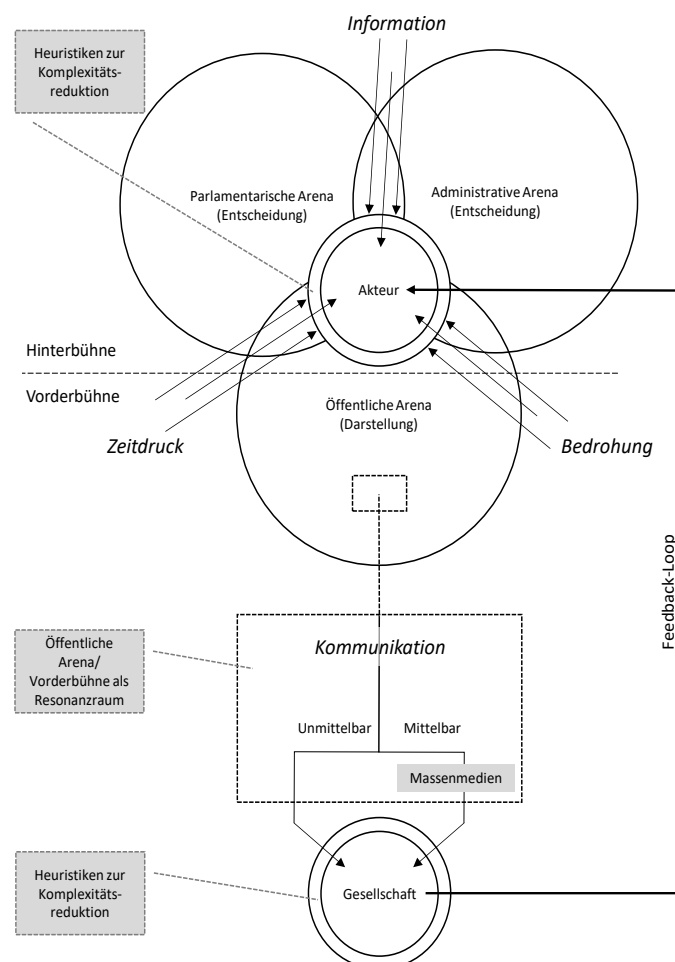 Information
Heuristiken zur
Komplexitäts-
reduktion
Parlamentarische Arena
(Entscheidung)
Administrative Arena
(Entscheidung)
Akteur
Hinterbühne
Vorderbühne
Öffentliche Arena
(Darstellung)
Zeitdruck
Bedrohung
Feedback-Loop
Öffentliche
Arena/
Vorderbühne als
Resonanzraum
Kommunikation
Unmittelbar
Mittelbar
Massenmedien
Heuristiken zur
Komplexitäts-
reduktion
Gesellschaft